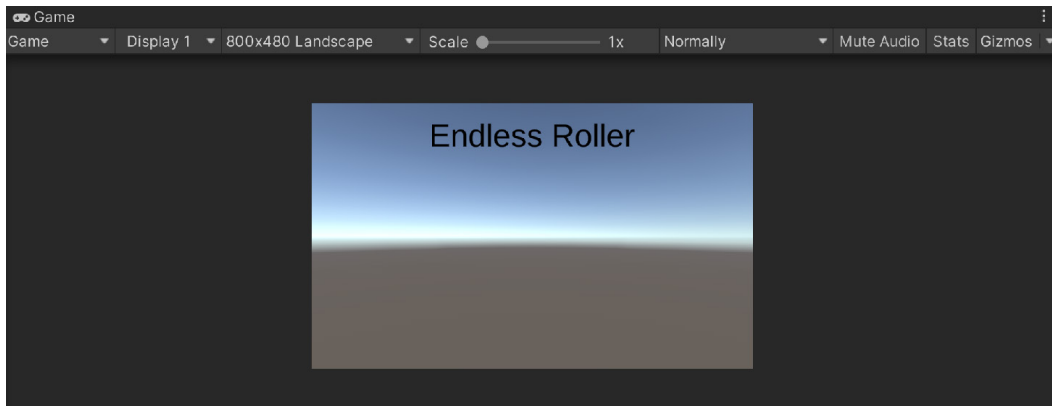 Game
Game Display 1 800x480 Landscape Scale 1x Normally Mute Audio Stats Gizmos
Endless Roller